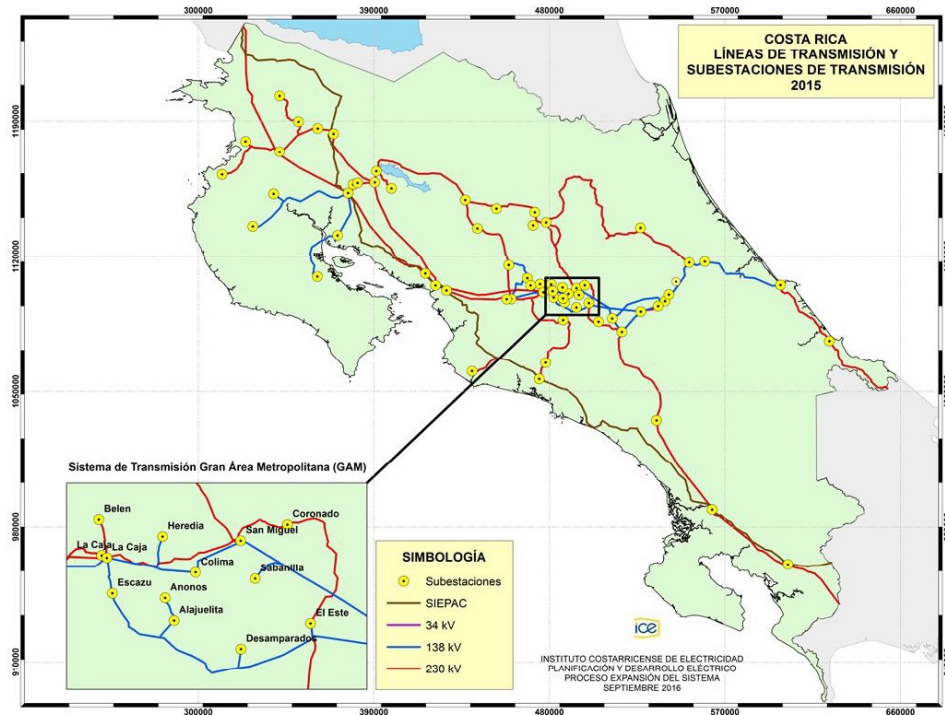 300000 390000 480000 570000 660000
COSTA RICA
LÍNEAS DE TRANSMISIÓN Y
SUBESTACIONES DE TRANSMISIÓN
2015
1190000
1120000
1050000
980000
910000
Sistema de Transmisión Gran Área Metropolitana (GAM)
Belen
Heredia
San Miguel
Coronado
La Caja
La Caja
Colima
Sabanilla
Escazu
Anonos
Alajuelita
El Este
Desamparados
SIMBOLOGÍA
Subestaciones
SIEPAC
34 kV
138 kV
230 kV
ice
INSTITUTO COSTARRICENSE DE ELECTRICIDAD
PLANIFICACIÓN Y DESARROLLO ELÉCTRICO
PROCESO EXPANSIÓN DEL SISTEMA
SEPTIEMBRE 2016
300000 390000 480000 570000 660000